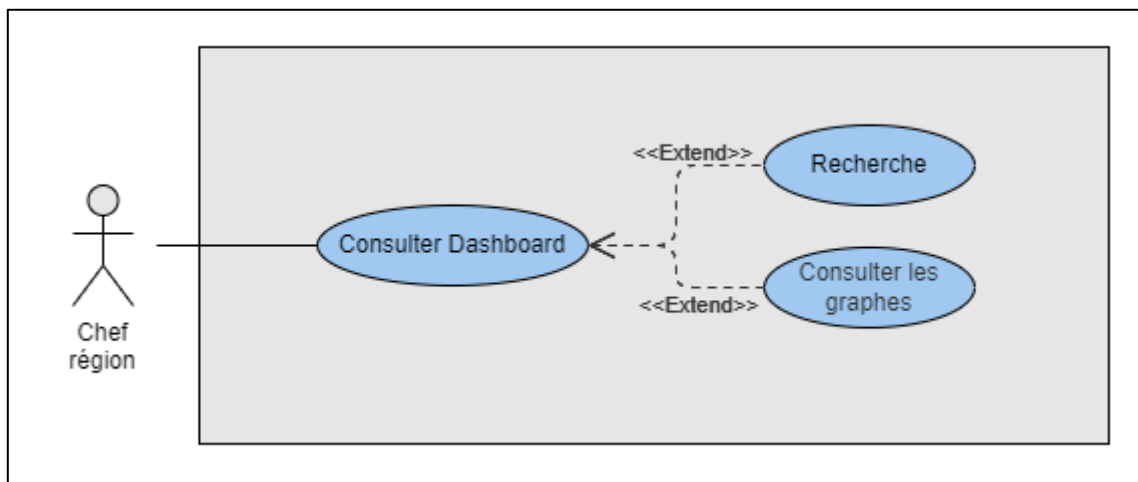 <<Extend>>
Recherche
Consulter Dashboard
Consulter les
graphes
<<Extend>>
Chef
région